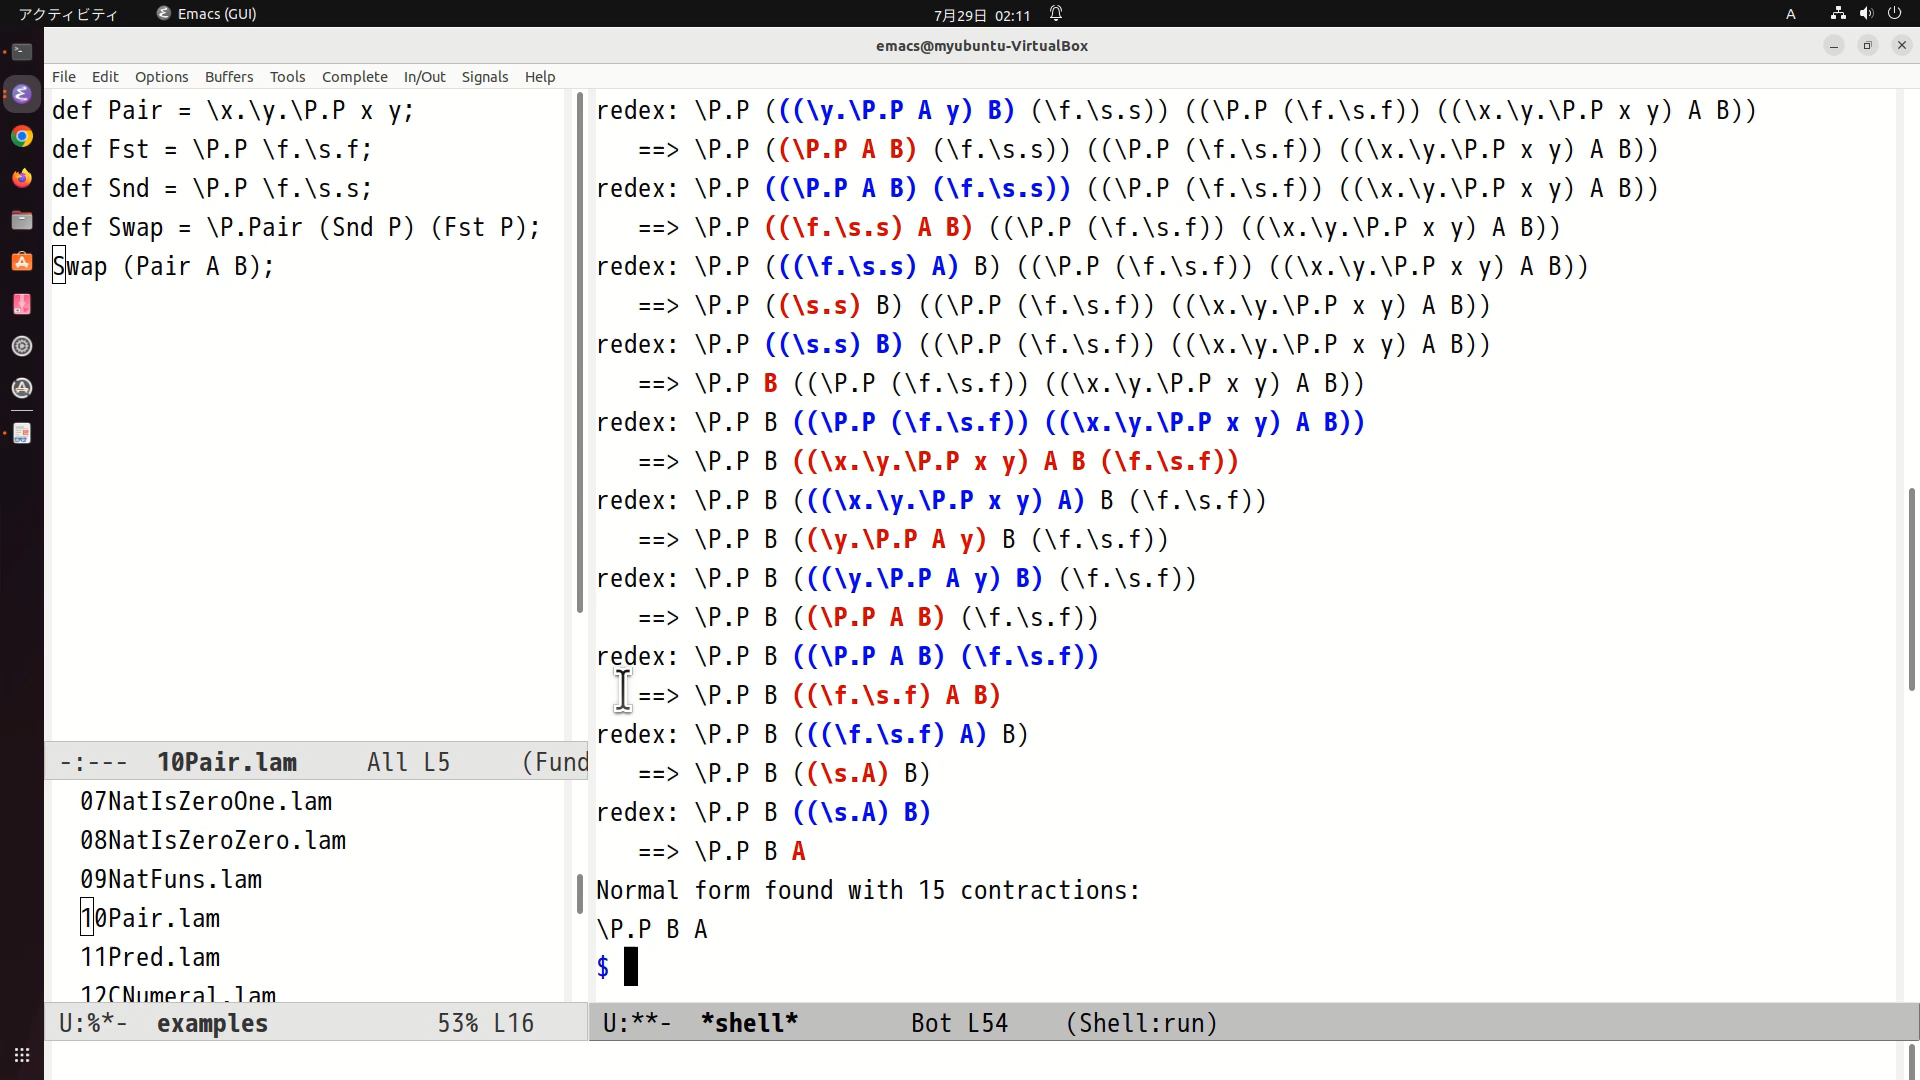 アクティビティ
Emacs (GUI)
7月29日 02:11
A
emacs@myubuntu-VirtualBox
File Edit Options Buffers Tools Complete In/Out Signals Help
def Pair = \x.\y.\P.P x y;
def Fst = \P.P \f.\s.f;
def Snd = \P.P \f.\s.s;
def Swap = \P.Pair (Snd P) (Fst P);
Swap (Pair A B);
-:---  10Pair.lam     All L5     (Fund
07NatIsZeroOne.lam
08NatIsZeroZero.lam
09NatFuns.lam
10Pair.lam
11Pred.lam
12CNumeral.lam
U:%*-  examples            53% L16
redex: \P.P (((\y.\P.P A y) B) (\f.\s.s)) ((\P.P (\f.\s.f)) ((\x.\y.\P.P x y) A B))
==> \P.P ((\P.P A B) (\f.\s.s)) ((\P.P (\f.\s.f)) ((\x.\y.\P.P x y) A B))
redex: \P.P ((\P.P A B) (\f.\s.s)) ((\P.P (\f.\s.f)) ((\x.\y.\P.P x y) A B))
==> \P.P ((\f.\s.s) A B) ((\P.P (\f.\s.f)) ((\x.\y.\P.P x y) A B))
redex: \P.P (((\f.\s.s) A) B) ((\P.P (\f.\s.f)) ((\x.\y.\P.P x y) A B))
==> \P.P ((\s.s) B) ((\P.P (\f.\s.f)) ((\x.\y.\P.P x y) A B))
redex: \P.P ((\s.s) B) ((\P.P (\f.\s.f)) ((\x.\y.\P.P x y) A B))
==> \P.P B ((\P.P (\f.\s.f)) ((\x.\y.\P.P x y) A B))
redex: \P.P B ((\P.P (\f.\s.f)) ((\x.\y.\P.P x y) A B))
==> \P.P B ((\x.\y.\P.P x y) A B (\f.\s.f))
redex: \P.P B (((\x.\y.\P.P x y) A) B (\f.\s.f))
==> \P.P B ((\y.\P.P A y) B (\f.\s.f))
redex: \P.P B (((\y.\P.P A y) B) (\f.\s.f))
==> \P.P B ((\P.P A B) (\f.\s.f))
redex: \P.P B ((\P.P A B) (\f.\s.f))
==> \P.P B ((\f.\s.f) A B)
redex: \P.P B (((\f.\s.f) A) B)
==> \P.P B ((\s.A) B)
redex: \P.P B ((\s.A) B)
==> \P.P B A
Normal form found with 15 contractions:
\P.P B A
$
U:**-  *shell*        Bot L54    (Shell:run)